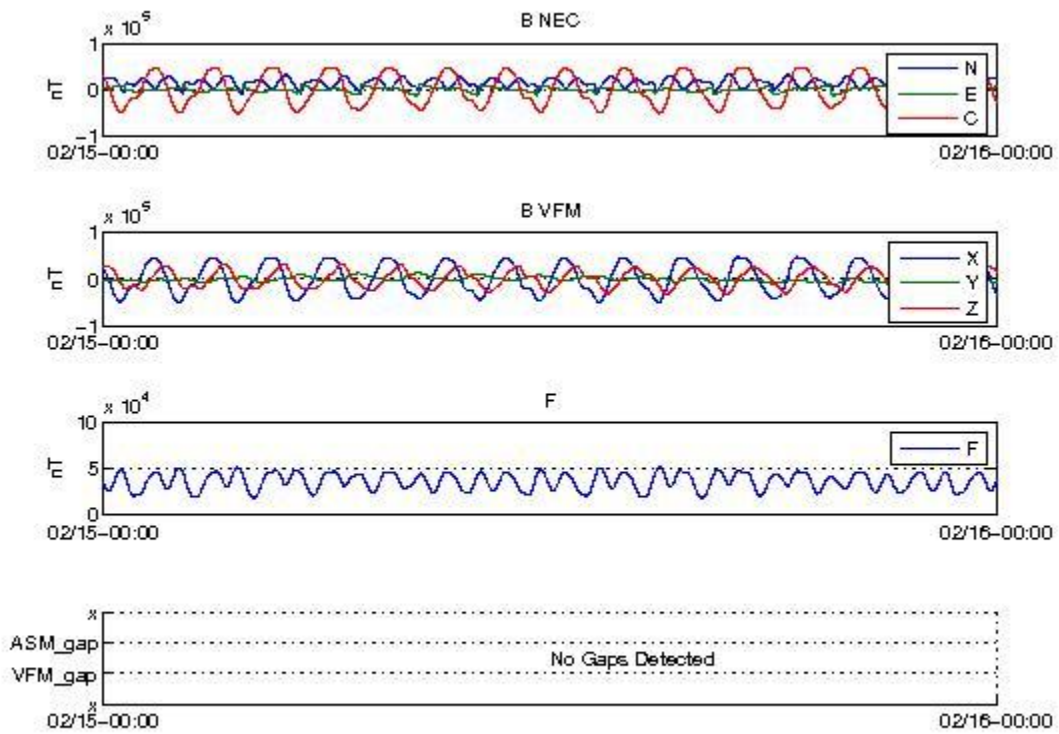 B NEC
x 10^5
1
nT
0
-1
N
E
C
02/15-00:00
02/16-00:00
B VFM
x 10^5
1
nT
0
-1
X
Y
Z
02/15-00:00
02/16-00:00
F
x 10^4
10
nT
5
0
F
02/15-00:00
02/16-00:00
x
ASM_gap
No Gaps Detected
VFM_gap
x
02/15-00:00
02/16-00:00